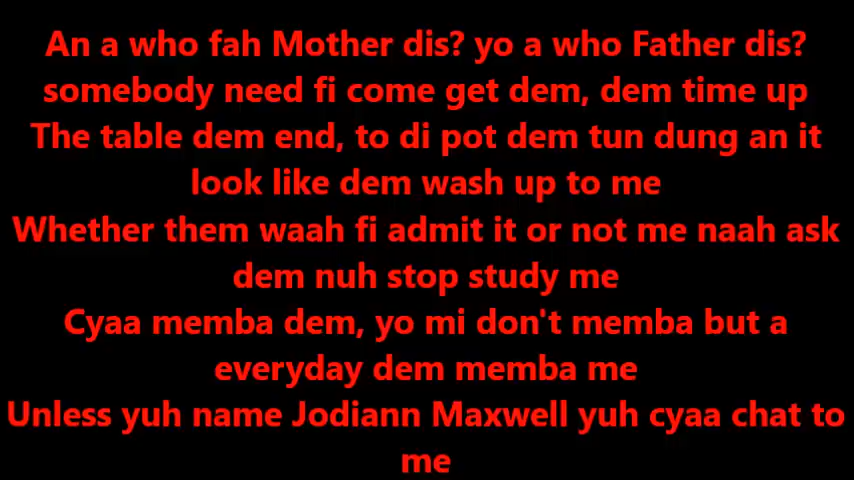 An a who fah Mother dis? yo a who Father dis?
somebody need fi come get dem, dem time up
The table dem end, to di pot dem tun dung an it
look like dem wash up to me
Whether them waah fi admit it or not me naah ask
dem nuh stop study me
Cyaa memba dem, yo mi don't memba but a
everyday dem memba me
Unless yuh name Jodiann Maxwell yuh cyaa chat to
me